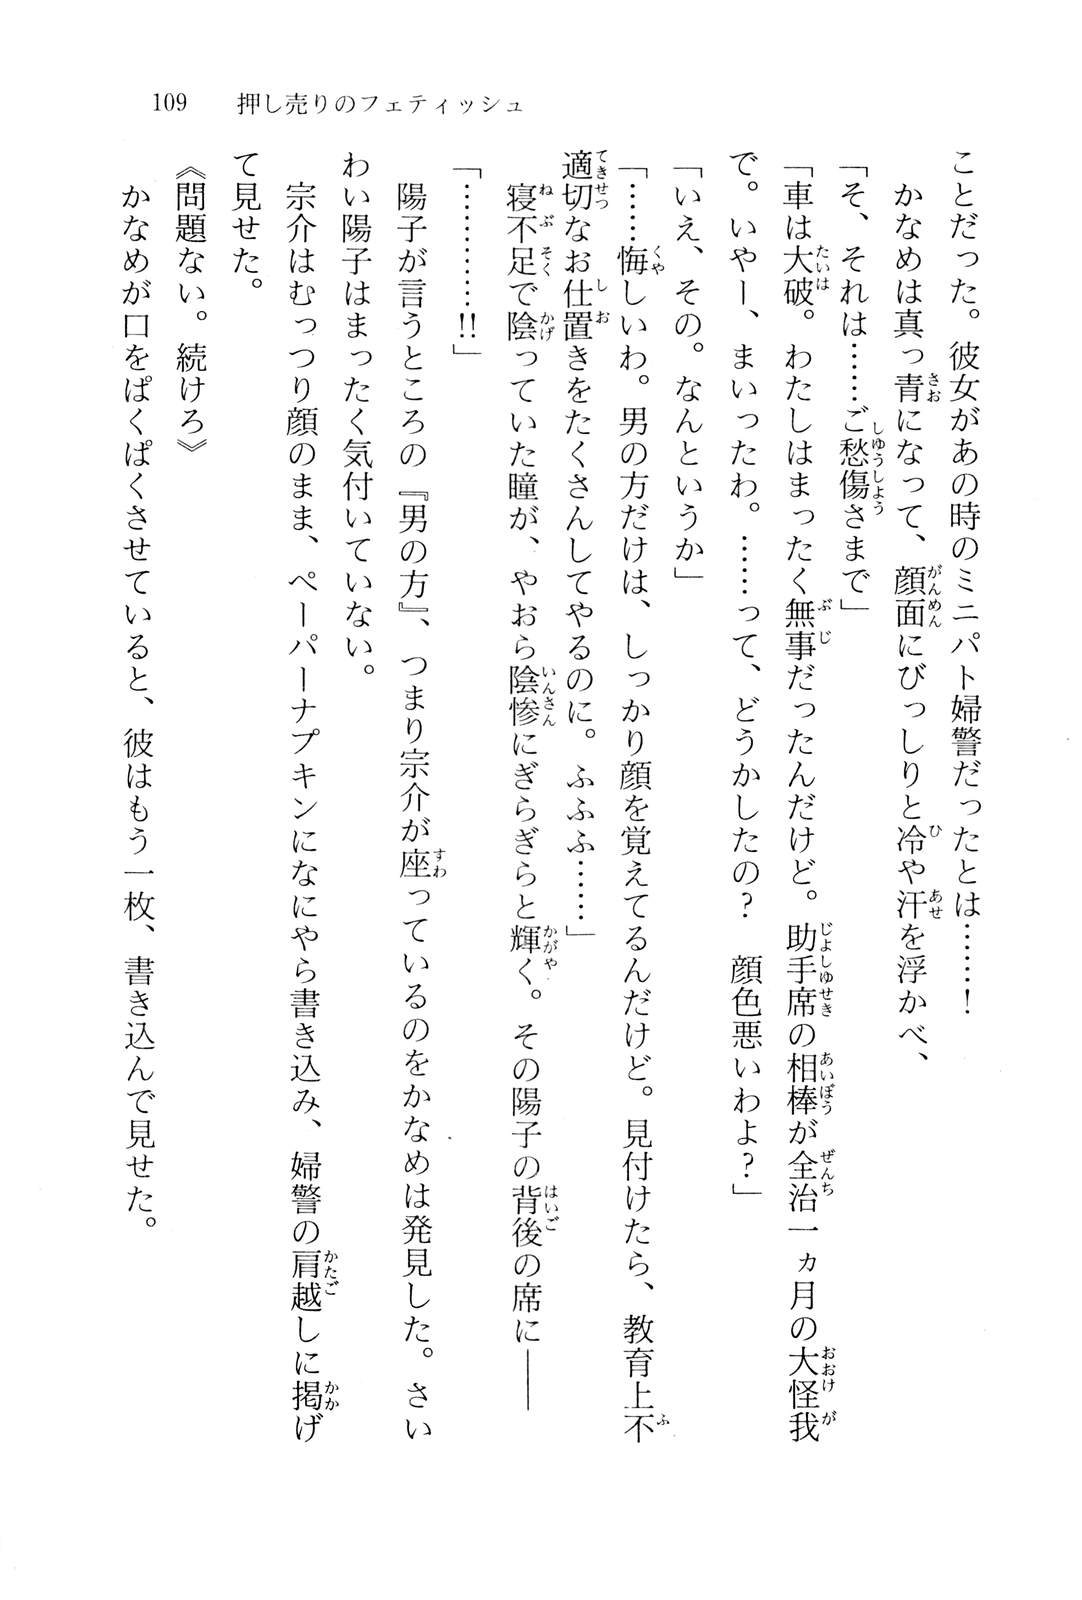 109　押し売りのフェティッシュ
ことだった。彼女があの時のミニパト婦警だったとは……！
　かなめは真っ青になって、顔面にびっしりと冷や汗を浮かべ、
「そ、それは……ご愁傷さまで」
「車は大破。わたしはまったく無事だったんだけど。助手席の相棒が全治一ヵ月の大怪我
で。いやー、まいったわ。……って、どうかしたの？　顔色悪いわよ？」
「いえ、その。なんというか」
「……悔しいわ。男の方だけは、しっかり顔を覚えてるんだけど。見付けたら、教育上不
適切なお仕置きをたくさんしてやるのに。ふふふ……」
　寝不足で陰っていた瞳が、やおら陰惨にぎらぎらと輝く。その陽子の背後の席に――
「…………!!」
　陽子が言うところの『男の方』、つまり宗介が座っているのをかなめは発見した。さい
わい陽子はまったく気付いていない。
　宗介はむっつり顔のまま、ペーパーナプキンになにやら書き込み、婦警の肩越しに掲げ
て見せた。
《問題ない。続けろ》
　かなめが口をぱくぱくさせていると、彼はもう一枚、書き込んで見せた。